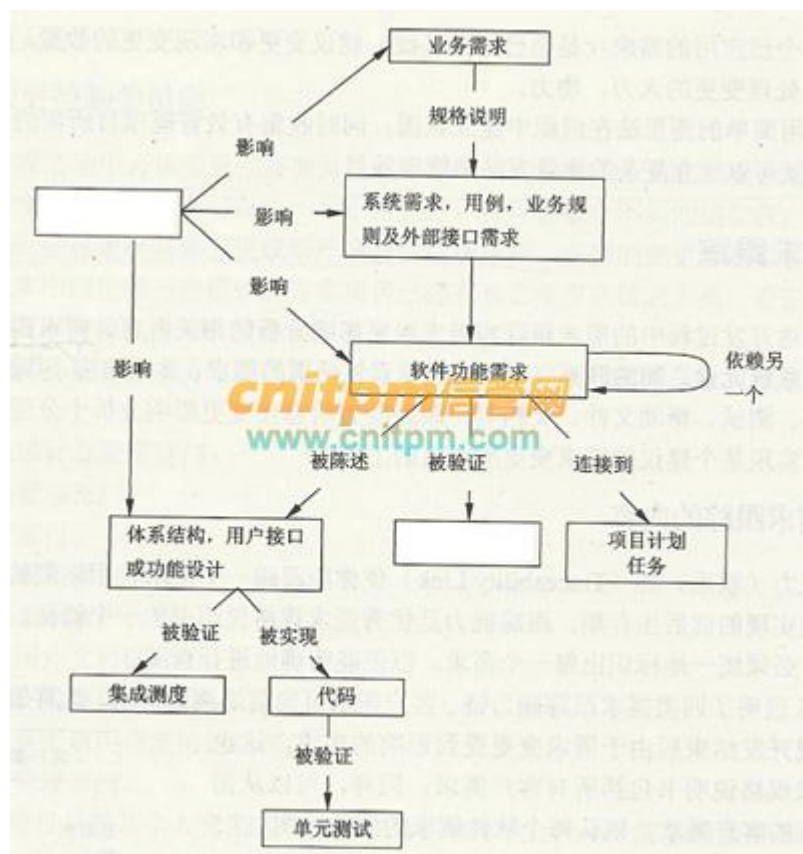 业务需求
规格说明
影响
影响
系统需求，用例，业务规
则及外部接口需求
影响
影响
软件功能需求
依赖另
一个
cnitpm信管网
www.cnitpm.com
被陈述
被验证
连接到
体系结构，用户接口
或功能设计
项目计划
任务
被验证
被实现
集成测度
代码
被验证
单元测试